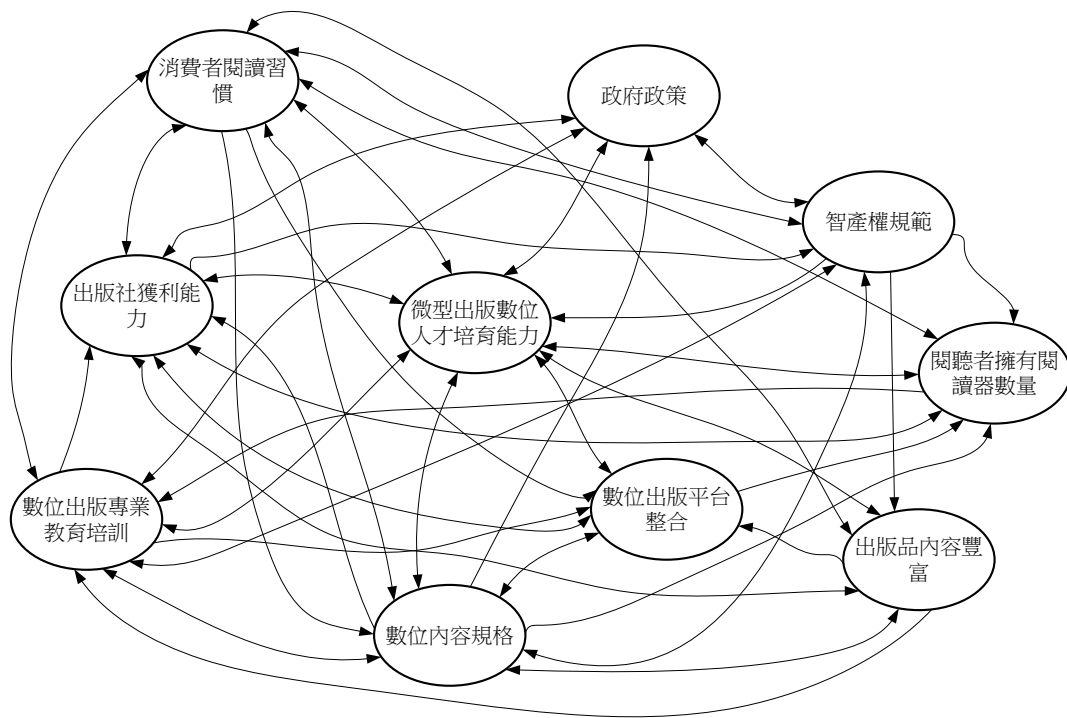 消費者閱讀習
慣
政府政策
智產權規範
出版社獲利能
力
微型出版數位
人才培育能力
閱聽者擁有閱
讀器數量
數位出版專業
教育培訓
數位出版平台
整合
出版品內容豐
富
數位內容規格